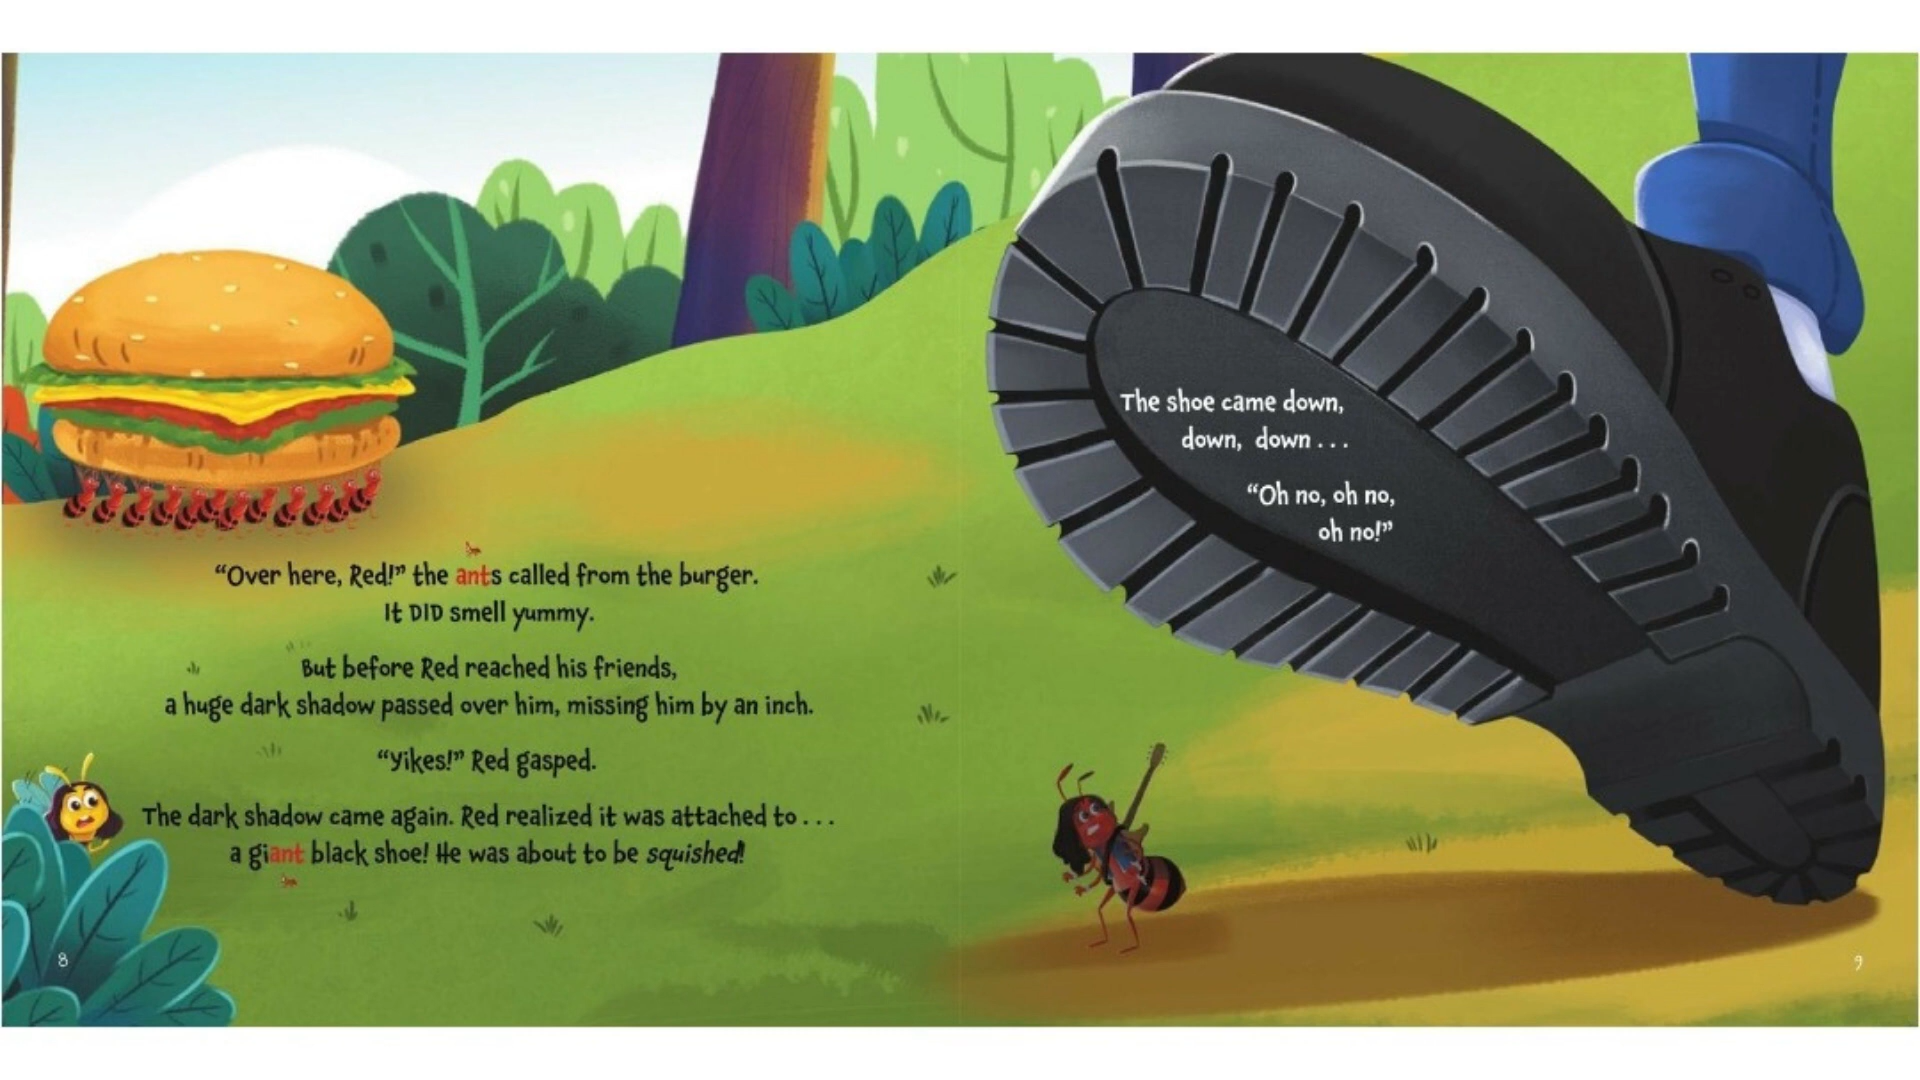 “Over here, Red!” the ants called from the burger.
It DID smell yummy.
But before Red reached his friends,
a huge dark shadow passed over him, missing him by an inch.
“Yikes!” Red gasped.
The dark shadow came again. Red realized it was attached to . . .
a giant black shoe! He was about to be squished!
8
The shoe came down,
down, down . . .
“Oh no, oh no,
oh no!”
9